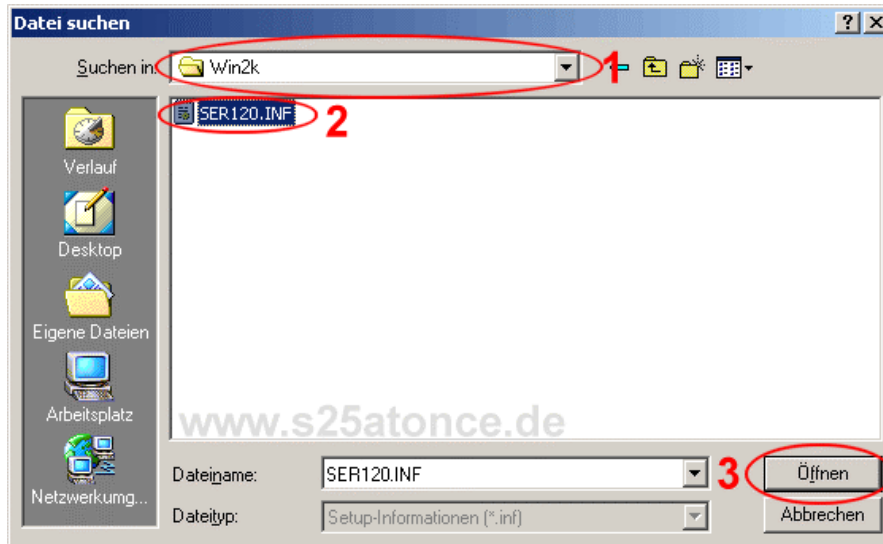 Datei suchen
Suchen in: Win2k 1
SER120.INF 2
Verlauf
Desktop
Eigene Dateien
Arbeitsplatz
Netzwerkumg...
www.s25atonce.de
Dateiname: SER120.INF 3 Öffnen
Dateityp: Setup-Informationen (*.inf) Abbrechen